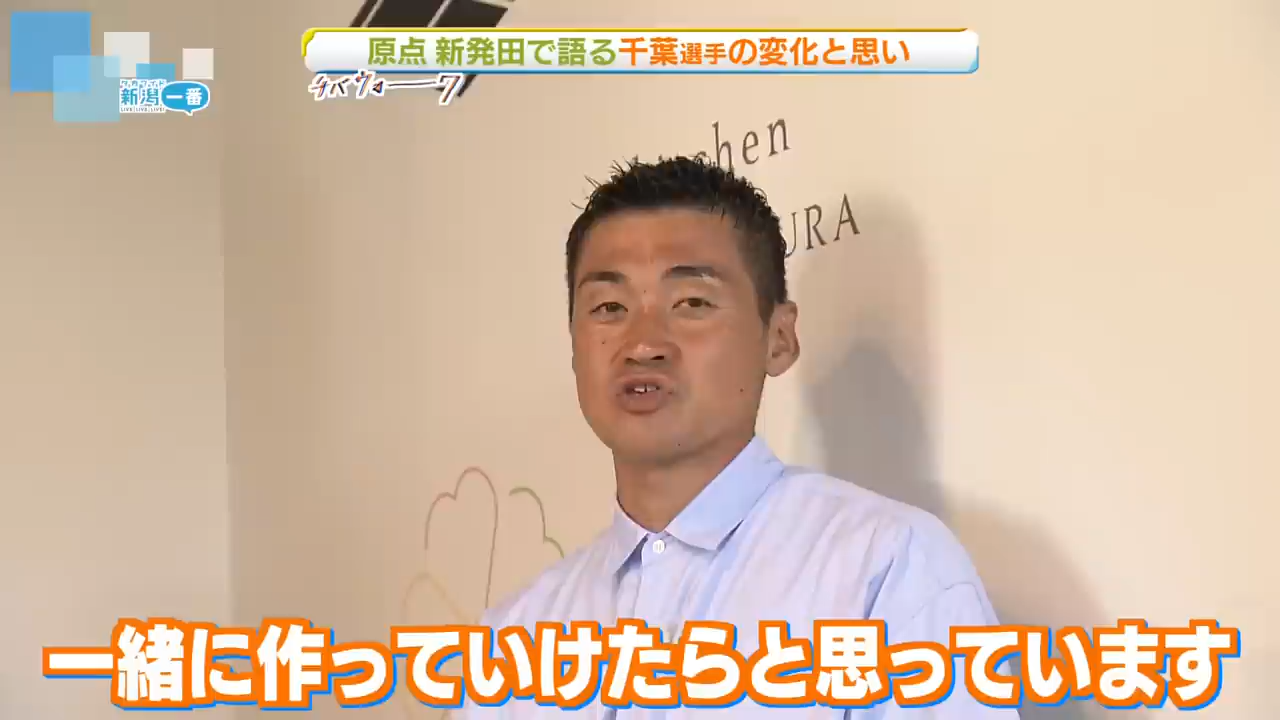 原点 新発田で語る千葉選手の変化と思い
チバウォーク
新潟一番
chen
URA
一緒に作っていけたらと思っています